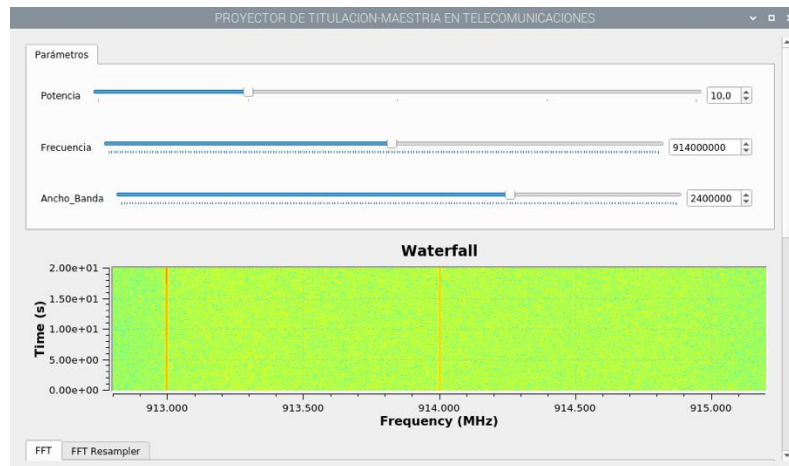 PROYECTOR DE TITULACION-MAESTRIA EN TELECOMUNICACIONES
Parámetros
Potencia 10.0
Frecuencia 914000000
Ancho_Banda 2400000
Waterfall
Time (s)
2.00e+01
1.50e+01
1.00e+01
5.00e+00
0.00e+00
913.000 913.500 914.000 914.500 915.000
Frequency (MHz)
FFT FFT Resampler